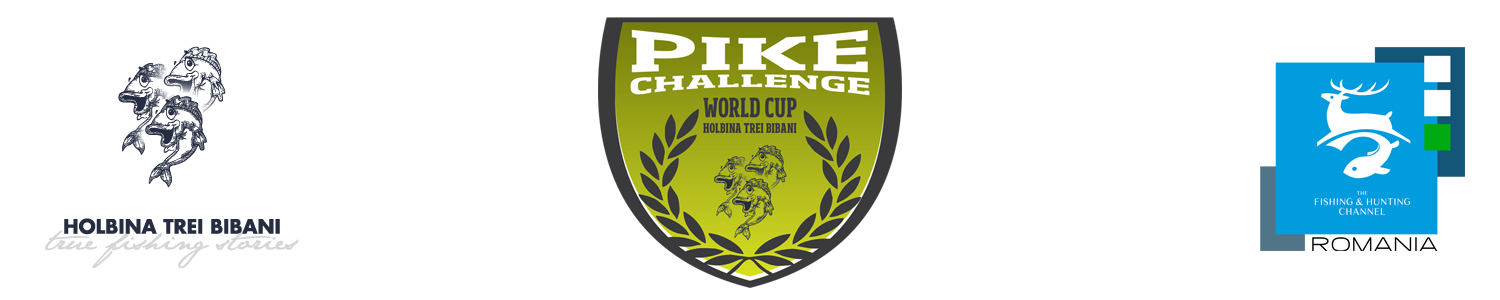 HOLBINA TREI BIBANI
true fishing stories
PIKE
CHALLENGE
WORLD CUP
HOLBINA TREI BIBANI
THE
FISHING & HUNTING
CHANNEL
ROMANIA